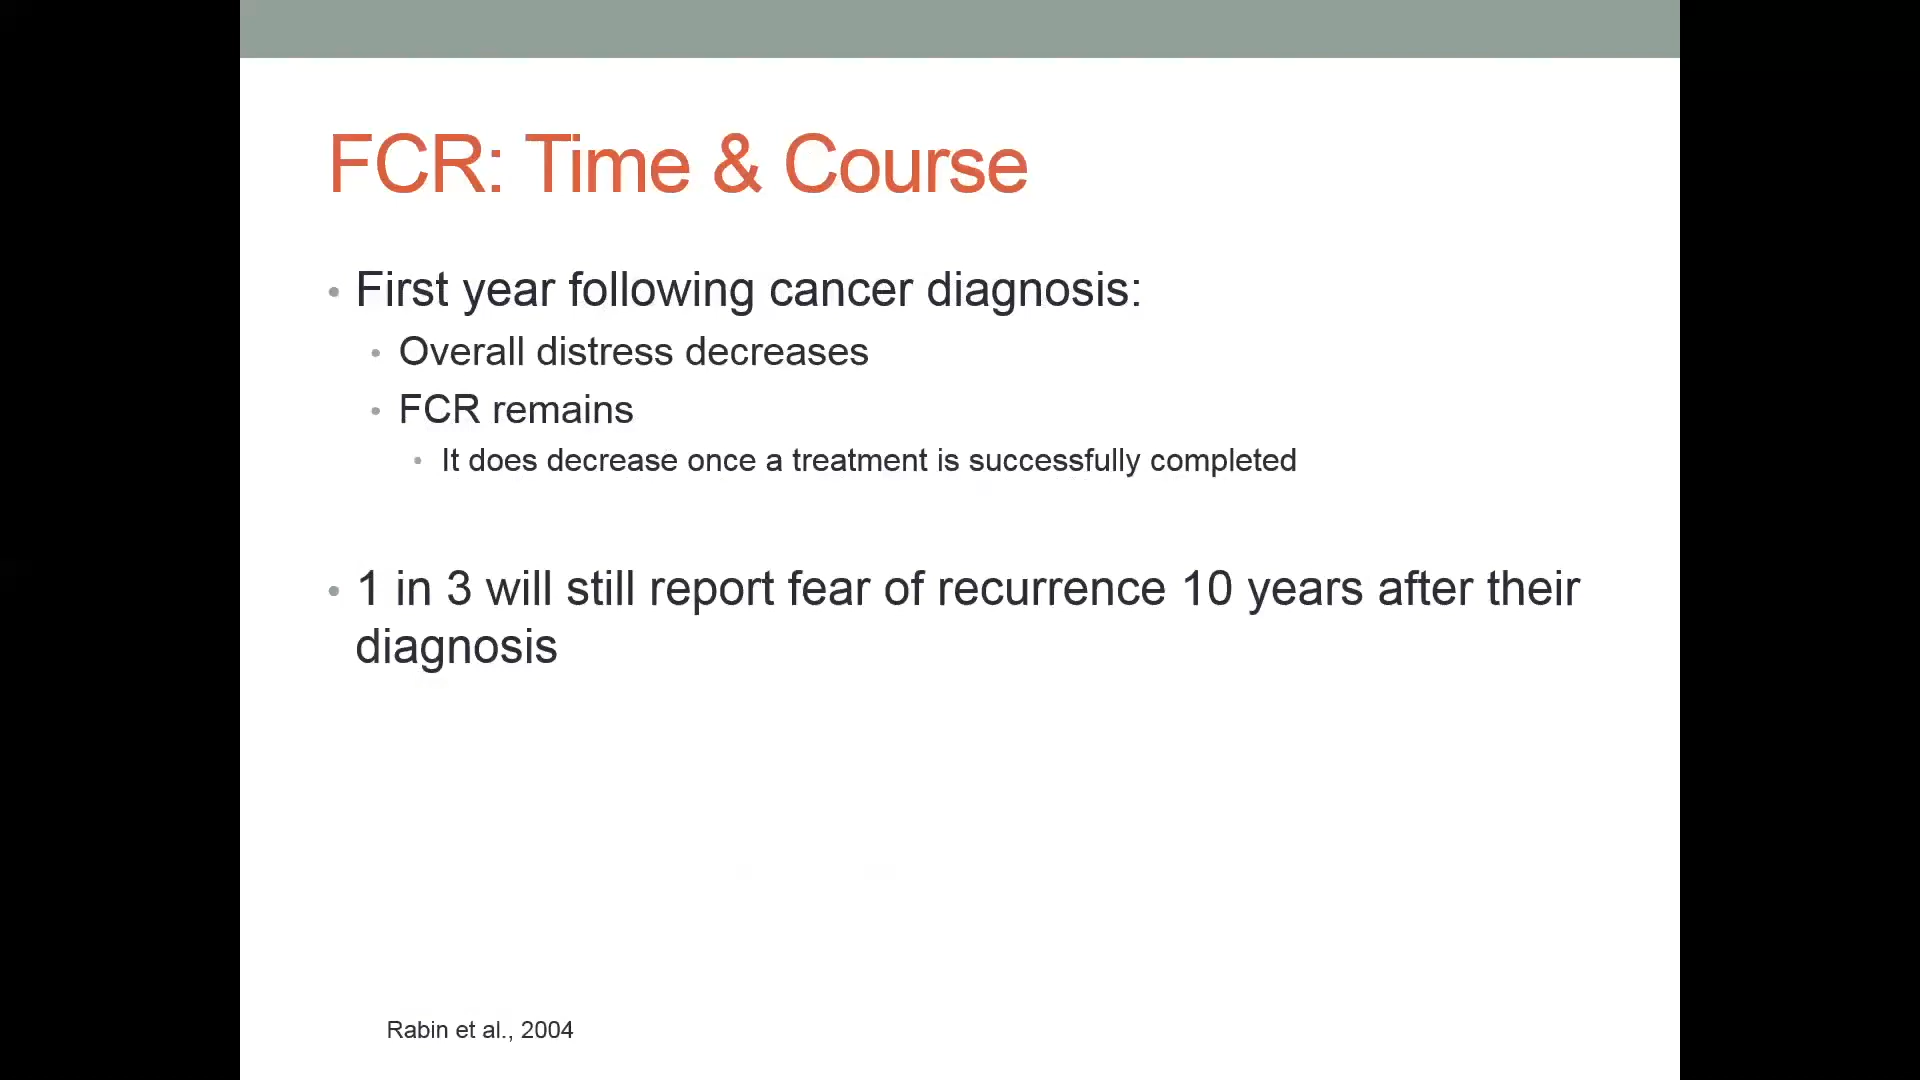 FCR: Time & Course
• First year following cancer diagnosis:
• Overall distress decreases
• FCR remains
• It does decrease once a treatment is successfully completed
• 1 in 3 will still report fear of recurrence 10 years after their
diagnosis
Rabin et al., 2004